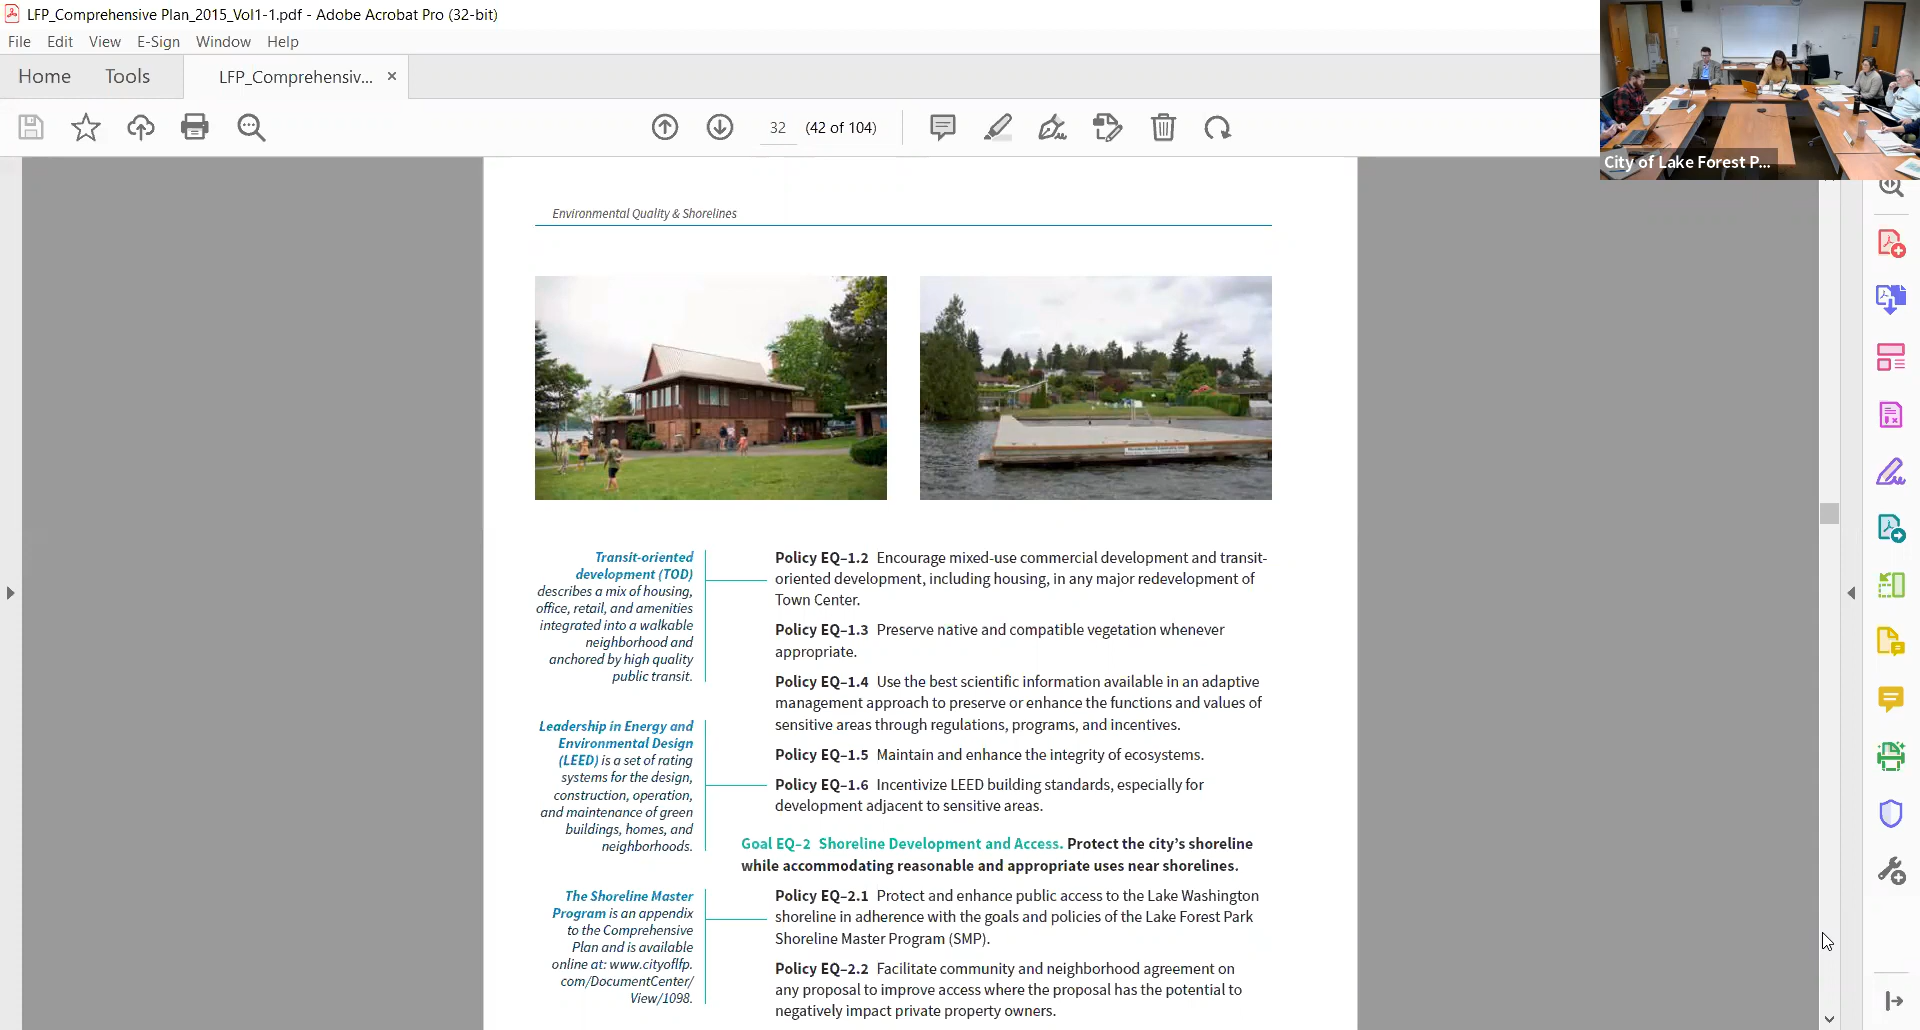 LFP_Comprehensive Plan_2015_Vol1-1.pdf - Adobe Acrobat Pro (32-bit)
File Edit View E-Sign Window Help
Home Tools LFP_Comprehensiv... ×
32 (42 of 104)
City of Lake Forest P...
Environmental Quality & Shorelines
Transit-oriented
development (TOD)
describes a mix of housing,
office, retail, and amenities
integrated into a walkable
neighborhood and
anchored by high quality
public transit.
Policy EQ–1.2 Encourage mixed-use commercial development and transit-
oriented development, including housing, in any major redevelopment of
Town Center.
Policy EQ–1.3 Preserve native and compatible vegetation whenever
appropriate.
Policy EQ–1.4 Use the best scientific information available in an adaptive
management approach to preserve or enhance the functions and values of
sensitive areas through regulations, programs, and incentives.
Leadership in Energy and
Environmental Design
(LEED) is a set of rating
systems for the design,
construction, operation,
and maintenance of green
buildings, homes, and
neighborhoods.
Policy EQ–1.5 Maintain and enhance the integrity of ecosystems.
Policy EQ–1.6 Incentivize LEED building standards, especially for
development adjacent to sensitive areas.
Goal EQ–2 Shoreline Development and Access. Protect the city’s shoreline
while accommodating reasonable and appropriate uses near shorelines.
The Shoreline Master
Program is an appendix
to the Comprehensive
Plan and is available
online at: www.cityoflfp.
com/DocumentCenter/
View/1098.
Policy EQ–2.1 Protect and enhance public access to the Lake Washington
shoreline in adherence with the goals and policies of the Lake Forest Park
Shoreline Master Program (SMP).
Policy EQ–2.2 Facilitate community and neighborhood agreement on
any proposal to improve access where the proposal has the potential to
negatively impact private property owners.